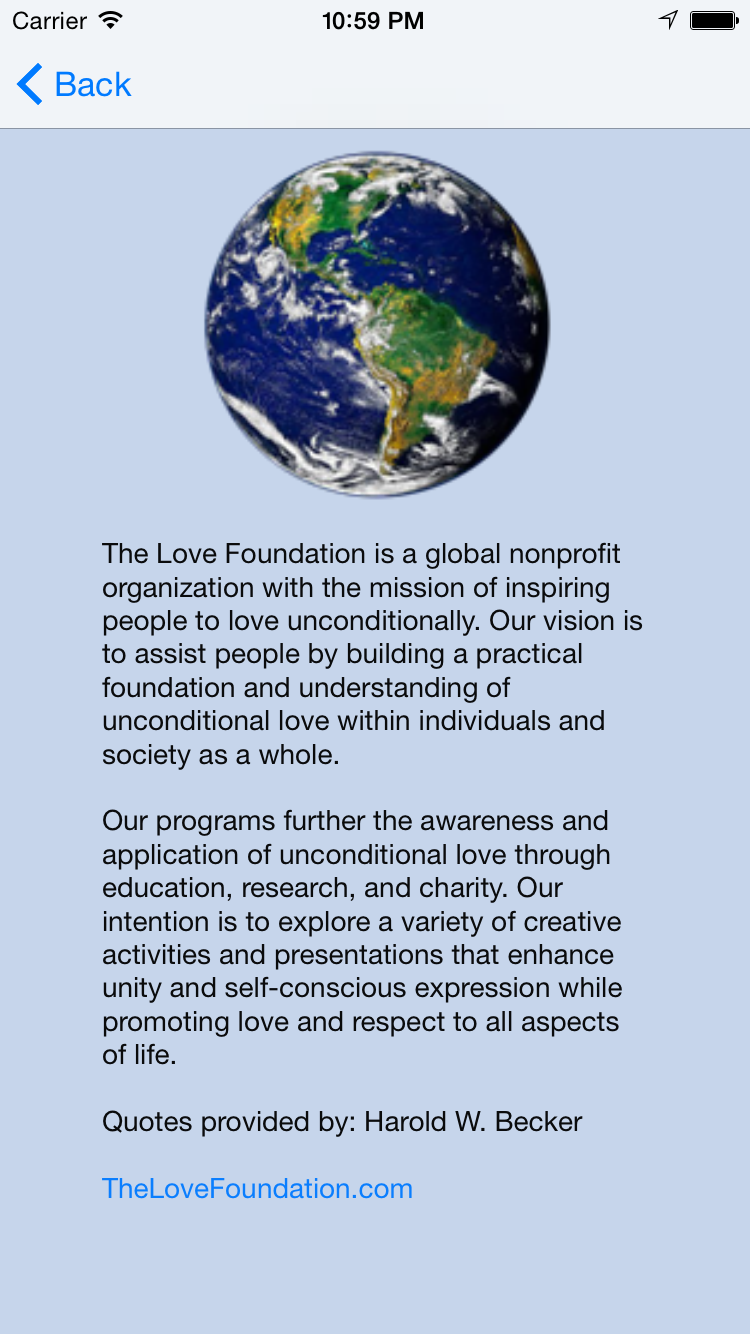 Carrier 10:59 PM
Back
The Love Foundation is a global nonprofit
organization with the mission of inspiring
people to love unconditionally. Our vision is
to assist people by building a practical
foundation and understanding of
unconditional love within individuals and
society as a whole.
Our programs further the awareness and
application of unconditional love through
education, research, and charity. Our
intention is to explore a variety of creative
activities and presentations that enhance
unity and self-conscious expression while
promoting love and respect to all aspects
of life.
Quotes provided by: Harold W. Becker
TheLoveFoundation.com